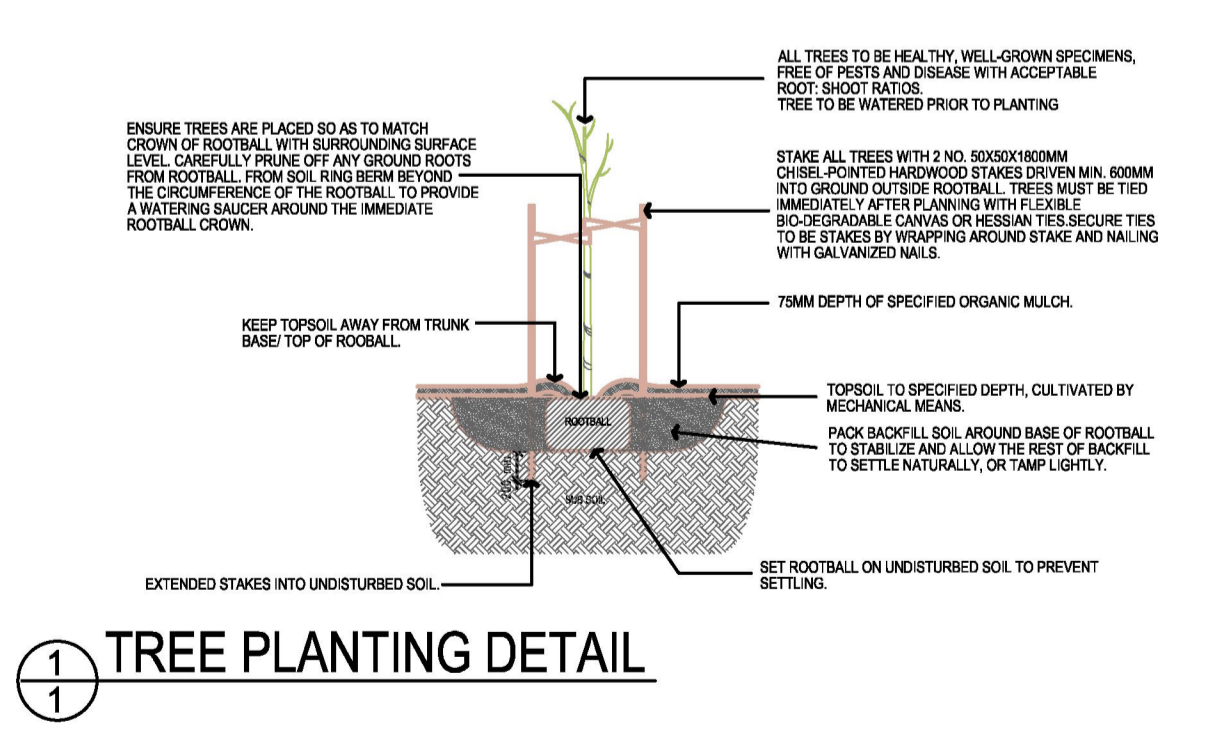 ALL TREES TO BE HEALTHY, WELL-GROWN SPECIMENS,
FREE OF PESTS AND DISEASE WITH ACCEPTABLE
ROOT: SHOOT RATIOS.
TREE TO BE WATERED PRIOR TO PLANTING
ENSURE TREES ARE PLACED SO AS TO MATCH
CROWN OF ROOTBALL WITH SURROUNDING SURFACE
LEVEL. CAREFULLY PRUNE OFF ANY GROUND ROOTS
FROM ROOTBALL. FROM SOIL RING BERM BEYOND
THE CIRCUMFERENCE OF THE ROOTBALL TO PROVIDE
A WATERING SAUCER AROUND THE IMMEDIATE
ROOTBALL CROWN.
STAKE ALL TREES WITH 2 NO. 50X50X1800MM
CHISEL-POINTED HARDWOOD STAKES DRIVEN MIN. 600MM
INTO GROUND OUTSIDE ROOTBALL. TREES MUST BE TIED
IMMEDIATELY AFTER PLANNING WITH FLEXIBLE
BIO-DEGRADABLE CANVAS OR HESSIAN TIES.SECURE TIES
TO BE STAKES BY WRAPPING AROUND STAKE AND NAILING
WITH GALVANIZED NAILS.
75MM DEPTH OF SPECIFIED ORGANIC MULCH.
KEEP TOPSOIL AWAY FROM TRUNK
BASE/ TOP OF ROOBALL.
TOPSOIL TO SPECIFIED DEPTH, CULTIVATED BY
MECHANICAL MEANS.
ROOTBALL
PACK BACKFILL SOIL AROUND BASE OF ROOTBALL
TO STABILIZE AND ALLOW THE REST OF BACKFILL
TO SETTLE NATURALLY, OR TAMP LIGHTLY.
SUB SOIL
SET ROOTBALL ON UNDISTURBED SOIL TO PREVENT
SETTLING.
EXTENDED STAKES INTO UNDISTURBED SOIL.
1
1
TREE PLANTING DETAIL